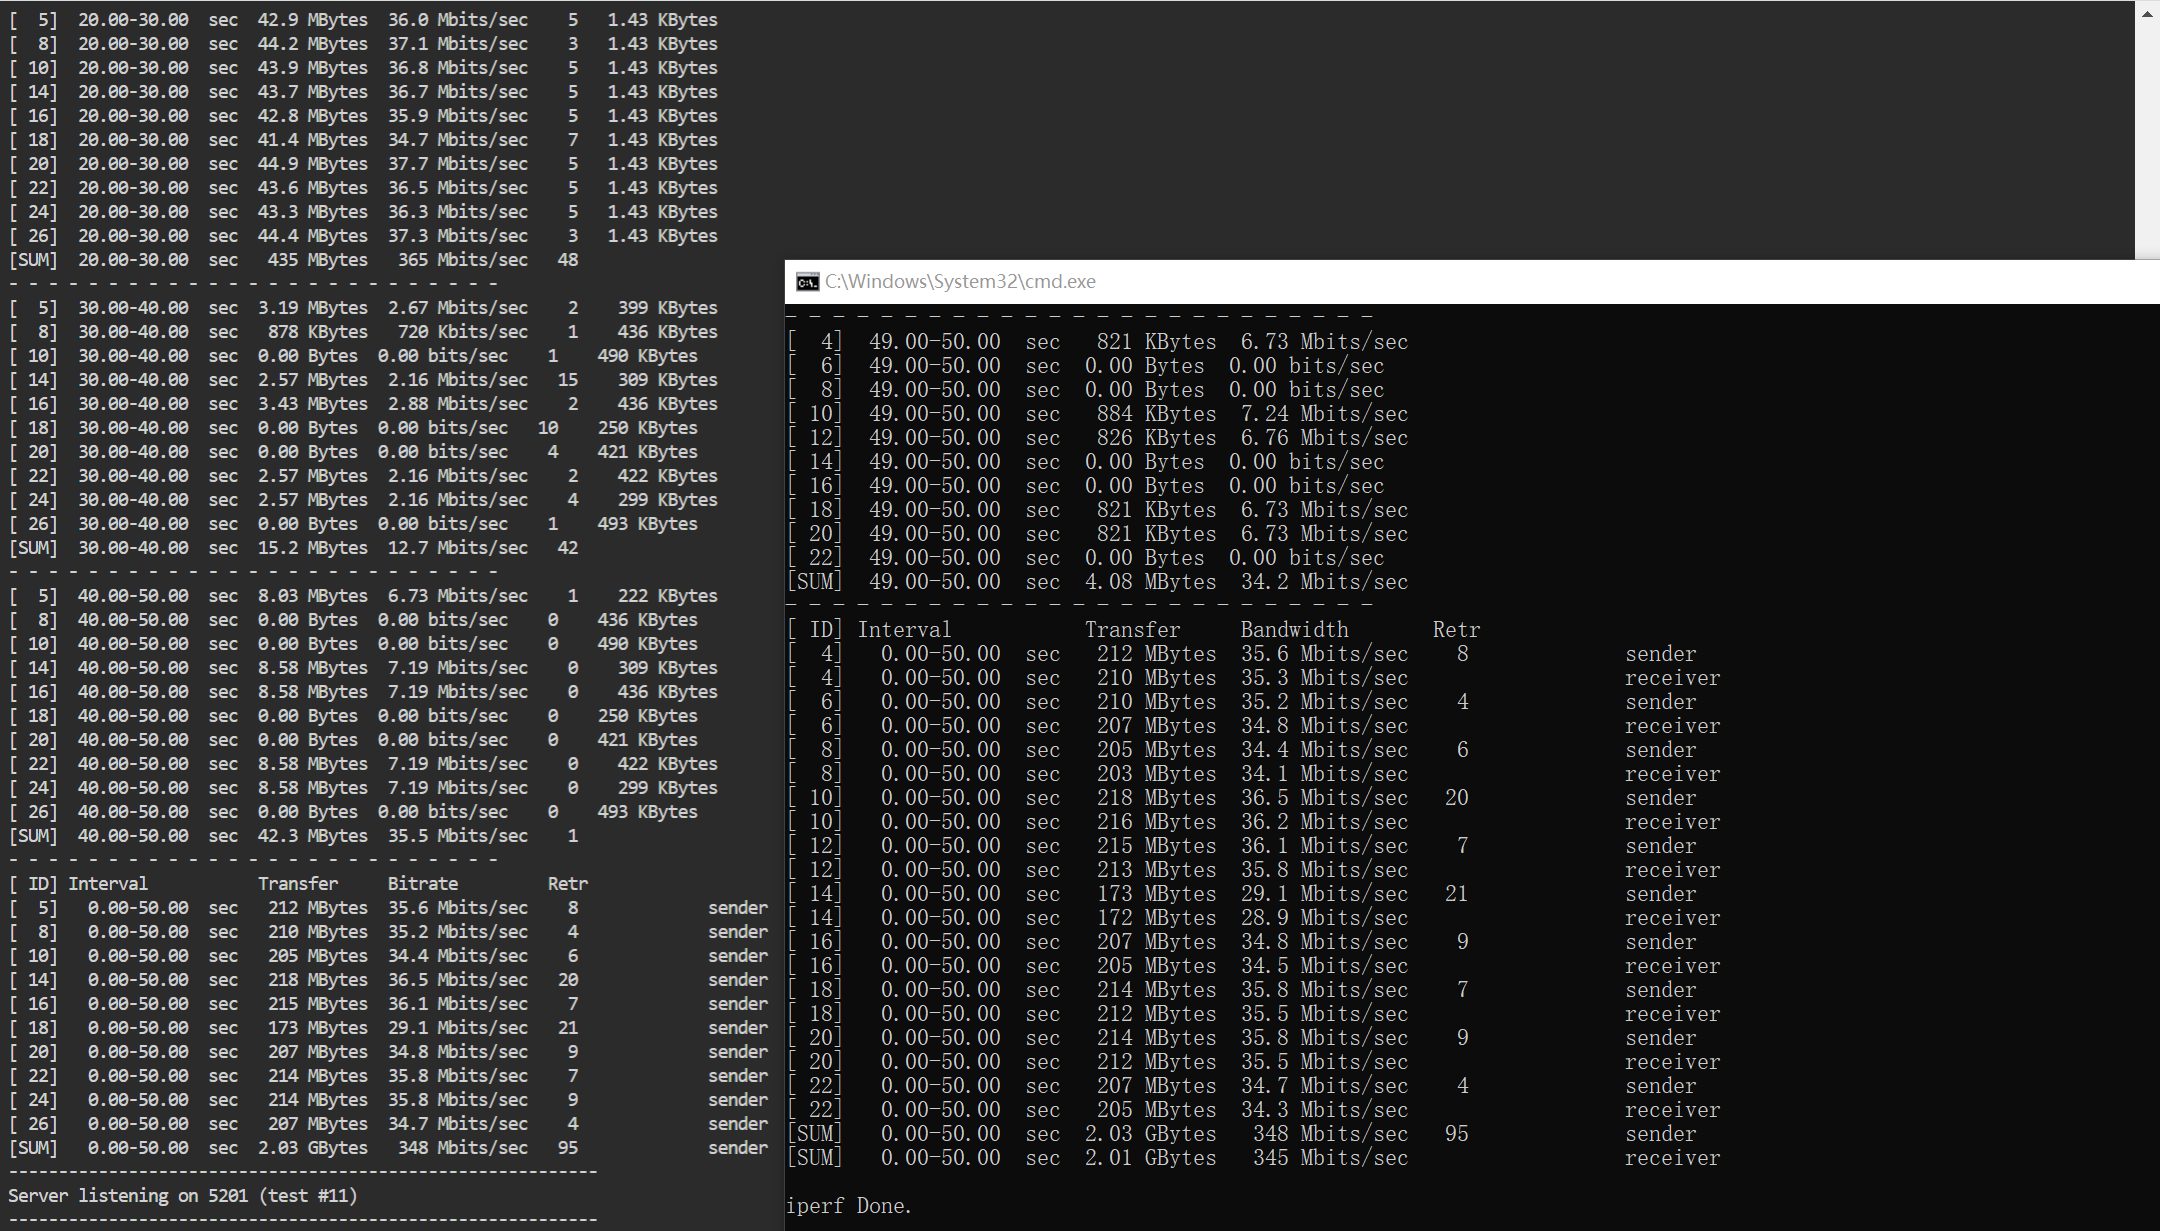 [  5]  20.00-30.00  sec  42.9 MBytes  36.0 Mbits/sec    5   1.43 KBytes
[  8]  20.00-30.00  sec  44.2 MBytes  37.1 Mbits/sec    3   1.43 KBytes
[ 10]  20.00-30.00  sec  43.9 MBytes  36.8 Mbits/sec    5   1.43 KBytes
[ 14]  20.00-30.00  sec  43.7 MBytes  36.7 Mbits/sec    5   1.43 KBytes
[ 16]  20.00-30.00  sec  42.8 MBytes  35.9 Mbits/sec    5   1.43 KBytes
[ 18]  20.00-30.00  sec  41.4 MBytes  34.7 Mbits/sec    7   1.43 KBytes
[ 20]  20.00-30.00  sec  44.9 MBytes  37.7 Mbits/sec    5   1.43 KBytes
[ 22]  20.00-30.00  sec  43.6 MBytes  36.5 Mbits/sec    5   1.43 KBytes
[ 24]  20.00-30.00  sec  43.3 MBytes  36.3 Mbits/sec    5   1.43 KBytes
[ 26]  20.00-30.00  sec  44.4 MBytes  37.3 Mbits/sec    3   1.43 KBytes
[SUM]  20.00-30.00  sec   435 MBytes   365 Mbits/sec   48
- - - - - - - - - - - - - - - - - - - - - - - - -
[  5]  30.00-40.00  sec  3.19 MBytes  2.67 Mbits/sec    2    399 KBytes
[  8]  30.00-40.00  sec   878 KBytes   720 Kbits/sec    1    436 KBytes
[ 10]  30.00-40.00  sec  0.00 Bytes  0.00 bits/sec    1    490 KBytes
[ 14]  30.00-40.00  sec  2.57 MBytes  2.16 Mbits/sec   15    309 KBytes
[ 16]  30.00-40.00  sec  3.43 MBytes  2.88 Mbits/sec    2    436 KBytes
[ 18]  30.00-40.00  sec  0.00 Bytes  0.00 bits/sec   10    250 KBytes
[ 20]  30.00-40.00  sec  0.00 Bytes  0.00 bits/sec    4    421 KBytes
[ 22]  30.00-40.00  sec  2.57 MBytes  2.16 Mbits/sec    2    422 KBytes
[ 24]  30.00-40.00  sec  2.57 MBytes  2.16 Mbits/sec    4    299 KBytes
[ 26]  30.00-40.00  sec  0.00 Bytes  0.00 bits/sec    1    493 KBytes
[SUM]  30.00-40.00  sec  15.2 MBytes  12.7 Mbits/sec   42
- - - - - - - - - - - - - - - - - - - - - - - - -
[  5]  40.00-50.00  sec  8.03 MBytes  6.73 Mbits/sec    1    222 KBytes
[  8]  40.00-50.00  sec  0.00 Bytes  0.00 bits/sec    0    436 KBytes
[ 10]  40.00-50.00  sec  0.00 Bytes  0.00 bits/sec    0    490 KBytes
[ 14]  40.00-50.00  sec  8.58 MBytes  7.19 Mbits/sec    0    309 KBytes
[ 16]  40.00-50.00  sec  8.58 MBytes  7.19 Mbits/sec    0    436 KBytes
[ 18]  40.00-50.00  sec  0.00 Bytes  0.00 bits/sec    0    250 KBytes
[ 20]  40.00-50.00  sec  0.00 Bytes  0.00 bits/sec    0    421 KBytes
[ 22]  40.00-50.00  sec  8.58 MBytes  7.19 Mbits/sec    0    422 KBytes
[ 24]  40.00-50.00  sec  8.58 MBytes  7.19 Mbits/sec    0    299 KBytes
[ 26]  40.00-50.00  sec  0.00 Bytes  0.00 bits/sec    0    493 KBytes
[SUM]  40.00-50.00  sec  42.3 MBytes  35.5 Mbits/sec    1
- - - - - - - - - - - - - - - - - - - - - - - - -
[ ID] Interval           Transfer     Bitrate         Retr
[  5]   0.00-50.00  sec   212 MBytes  35.6 Mbits/sec    8             sender
[  8]   0.00-50.00  sec   210 MBytes  35.2 Mbits/sec    4             sender
[ 10]   0.00-50.00  sec   205 MBytes  34.4 Mbits/sec    6             sender
[ 14]   0.00-50.00  sec   218 MBytes  36.5 Mbits/sec   20             sender
[ 16]   0.00-50.00  sec   215 MBytes  36.1 Mbits/sec    7             sender
[ 18]   0.00-50.00  sec   173 MBytes  29.1 Mbits/sec   21             sender
[ 20]   0.00-50.00  sec   207 MBytes  34.8 Mbits/sec    9             sender
[ 22]   0.00-50.00  sec   214 MBytes  35.8 Mbits/sec    7             sender
[ 24]   0.00-50.00  sec   214 MBytes  35.8 Mbits/sec    9             sender
[ 26]   0.00-50.00  sec   207 MBytes  34.7 Mbits/sec    4             sender
[SUM]   0.00-50.00  sec  2.03 GBytes   348 Mbits/sec   95             sender
-----------------------------------------------------------
Server listening on 5201 (test #11)
-----------------------------------------------------------
C:\Windows\System32\cmd.exe
- - - - - - - - - - - - - - - - - - - - - - - - -
[  4]  49.00-50.00  sec   821 KBytes  6.73 Mbits/sec
[  6]  49.00-50.00  sec  0.00 Bytes  0.00 bits/sec
[  8]  49.00-50.00  sec  0.00 Bytes  0.00 bits/sec
[ 10]  49.00-50.00  sec   884 KBytes  7.24 Mbits/sec
[ 12]  49.00-50.00  sec   826 KBytes  6.76 Mbits/sec
[ 14]  49.00-50.00  sec  0.00 Bytes  0.00 bits/sec
[ 16]  49.00-50.00  sec  0.00 Bytes  0.00 bits/sec
[ 18]  49.00-50.00  sec   821 KBytes  6.73 Mbits/sec
[ 20]  49.00-50.00  sec   821 KBytes  6.73 Mbits/sec
[ 22]  49.00-50.00  sec  0.00 Bytes  0.00 bits/sec
[SUM]  49.00-50.00  sec  4.08 MBytes  34.2 Mbits/sec
- - - - - - - - - - - - - - - - - - - - - - - - -
[ ID] Interval           Transfer     Bandwidth       Retr
[  4]   0.00-50.00  sec   212 MBytes  35.6 Mbits/sec    8             sender
[  4]   0.00-50.00  sec   210 MBytes  35.3 Mbits/sec                  receiver
[  6]   0.00-50.00  sec   210 MBytes  35.2 Mbits/sec    4             sender
[  6]   0.00-50.00  sec   207 MBytes  34.8 Mbits/sec                  receiver
[  8]   0.00-50.00  sec   205 MBytes  34.4 Mbits/sec    6             sender
[  8]   0.00-50.00  sec   203 MBytes  34.1 Mbits/sec                  receiver
[ 10]   0.00-50.00  sec   218 MBytes  36.5 Mbits/sec   20             sender
[ 10]   0.00-50.00  sec   216 MBytes  36.2 Mbits/sec                  receiver
[ 12]   0.00-50.00  sec   215 MBytes  36.1 Mbits/sec    7             sender
[ 12]   0.00-50.00  sec   213 MBytes  35.8 Mbits/sec                  receiver
[ 14]   0.00-50.00  sec   173 MBytes  29.1 Mbits/sec   21             sender
[ 14]   0.00-50.00  sec   172 MBytes  28.9 Mbits/sec                  receiver
[ 16]   0.00-50.00  sec   207 MBytes  34.8 Mbits/sec    9             sender
[ 16]   0.00-50.00  sec   205 MBytes  34.5 Mbits/sec                  receiver
[ 18]   0.00-50.00  sec   214 MBytes  35.8 Mbits/sec    7             sender
[ 18]   0.00-50.00  sec   212 MBytes  35.5 Mbits/sec                  receiver
[ 20]   0.00-50.00  sec   214 MBytes  35.8 Mbits/sec    9             sender
[ 20]   0.00-50.00  sec   212 MBytes  35.5 Mbits/sec                  receiver
[ 22]   0.00-50.00  sec   207 MBytes  34.7 Mbits/sec    4             sender
[ 22]   0.00-50.00  sec   205 MBytes  34.3 Mbits/sec                  receiver
[SUM]   0.00-50.00  sec  2.03 GBytes   348 Mbits/sec   95             sender
[SUM]   0.00-50.00  sec  2.01 GBytes   345 Mbits/sec                  receiver
iperf Done.